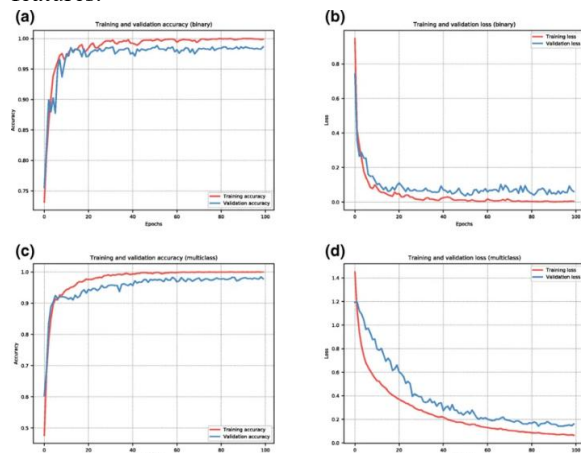 (a)
Training and validation accuracy (binary)
1.00
0.95
0.90
0.85
0.80
0.75
Accuracy
Training accuracy
Validation accuracy
0
20
40
60
80
100
Epochs
(b)
Training and validation loss (binary)
Training loss
Validation loss
0.8
0.6
0.4
0.2
0.0
Loss
0
20
40
60
80
100
Epochs
(c)
Training and validation accuracy (multiclass)
1.0
0.9
0.8
0.7
0.6
0.5
Accuracy
Training accuracy
Validation accuracy
0
20
40
60
80
100
(d)
Training and validation loss (multiclass)
Training loss
Validation loss
1.4
1.2
1.0
0.8
0.6
0.4
0.2
0.0
Loss
0
20
40
60
80
100